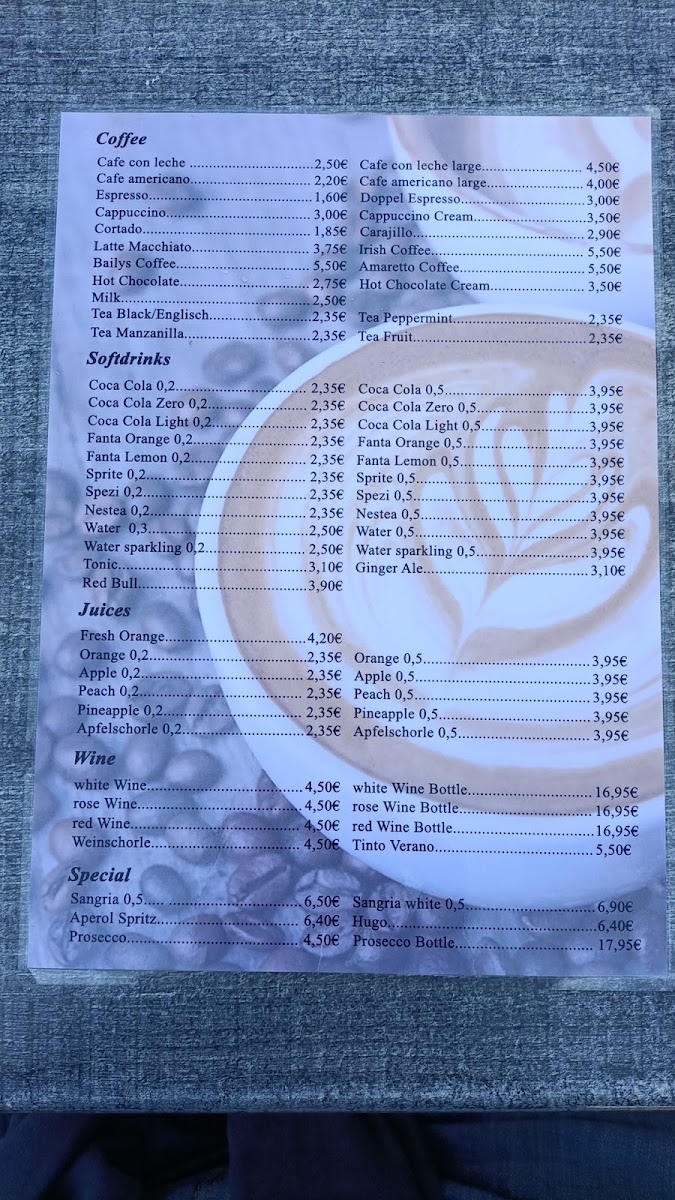 Coffee
Cafe con leche ...............................2,50€ Cafe con leche large.......................... 4,50€
Cafe americano.............................. 2,20€ Cafe americano large........................ 4,00€
Espresso.........................................1,60€ Doppel Espresso............................... 3,00€
Cappuccino.................................... 3,00€ Cappuccino Cream........................... 3,50€
Cortado..........................................1,85€ Carajillo........................................... 2,90€
Latte Macchiato............................. 3,75€ Irish Coffee...................................... 5,50€
Bailys Coffee.................................. 5,50€ Amaretto Coffee............................... 5,50€
Hot Chocolate................................ 2,75€ Hot Chocolate Cream........................ 3,50€
Milk................................................ 2,50€
Tea Black/Englisch..........................2,35€ Tea Peppermint..................................2,35€
Tea Manzanilla................................2,35€ Tea Fruit............................................2,35€
Softdrinks
Coca Cola 0,2................................. 2,35€ Coca Cola 0,5....................................3,95€
Coca Cola Zero 0,2......................... 2,35€ Coca Cola Zero 0,5............................3,95€
Coca Cola Light 0,2........................ 2,35€ Coca Cola Light 0,5...........................3,95€
Fanta Orange 0,2............................. 2,35€ Fanta Orange 0,5................................3,95€
Fanta Lemon 0,2............................. 2,35€ Fanta Lemon 0,5................................3,95€
Sprite 0,2......................................... 2,35€ Sprite 0,5...........................................3,95€
Spezi 0,2.......................................... 2,35€ Spezi 0,5............................................3,95€
Nestea 0,2........................................ 2,35€ Nestea 0,5..........................................3,95€
Water  0,3........................................ 2,50€ Water 0,5...........................................3,95€
Water sparkling 0,2......................... 2,50€ Water sparkling 0,5............................3,95€
Tonic................................................3,10€ Ginger Ale..........................................3,10€
Red Bull...........................................3,90€
Juices
Fresh Orange...................................4,20€
Orange 0,2....................................... 2,35€ Orange 0,5..........................................3,95€
Apple 0,2......................................... 2,35€ Apple 0,5............................................3,95€
Peach 0,2......................................... 2,35€ Peach 0,5............................................3,95€
Pineapple 0,2................................... 2,35€ Pineapple 0,5......................................3,95€
Apfelschorle 0,2...............................2,35€ Apfelschorle 0,5.................................3,95€
Wine
white Wine.......................................4,50€ white Wine Bottle...............................16,95€
rose Wine.........................................4,50€ rose Wine Bottle.................................16,95€
red Wine.......................................... 4,50€ red Wine Bottle...................................16,95€
Weinschorle..................................... 4,50€ Tinto Verano.......................................5,50€
Special
Sangria 0,5..... ................................6,50€ Sangria white 0,5................................6,90€
Aperol Spritz................................... 6,40€ Hugo...................................................6,40€
Prosecco.......................................... 4,50€ Prosecco Bottle.................................. 17,95€